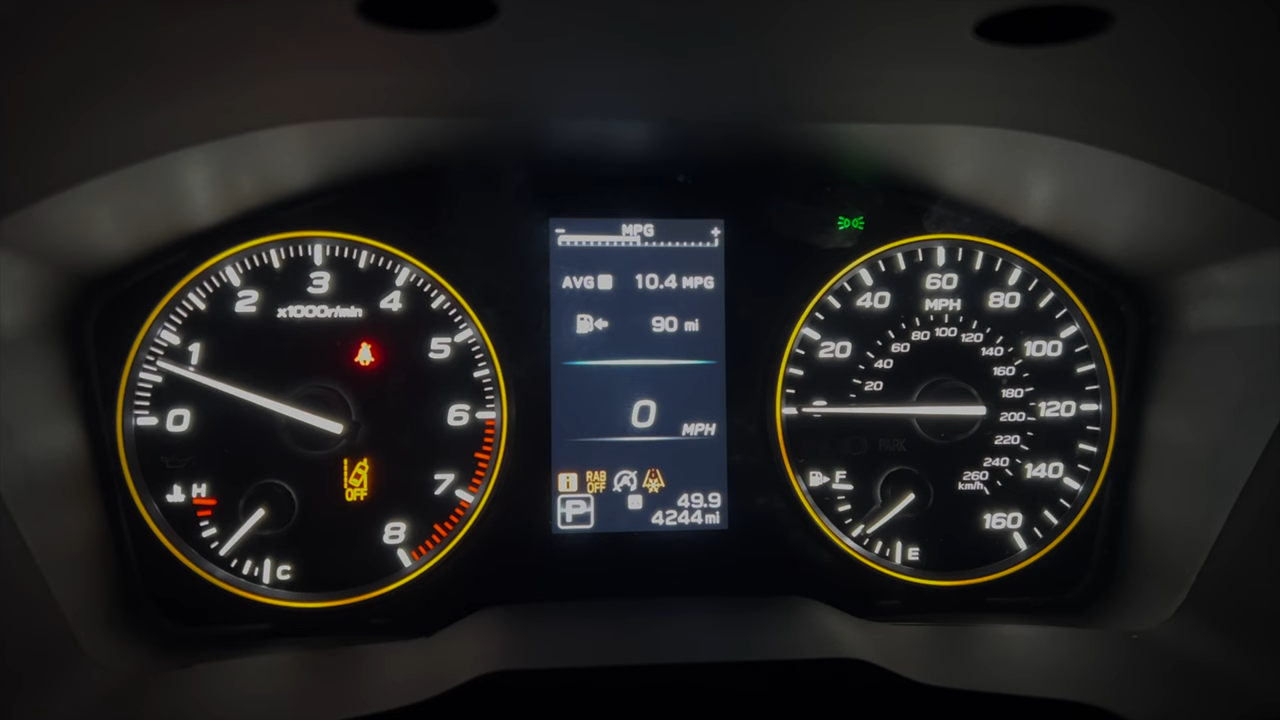 0
1
2
3
4
5
6
7
8
x1000r/min
OFF
H
C
- MPG +
AVG 10.4 MPG
90 mi
0
MPH
i RAB
OFF
A
P
49.9
4244mi
20
40
60
80
100
120
140
160
MPH
20
40
60
80
100
120
140
160
180
200
220
240
260
km/h
PARK
F
E